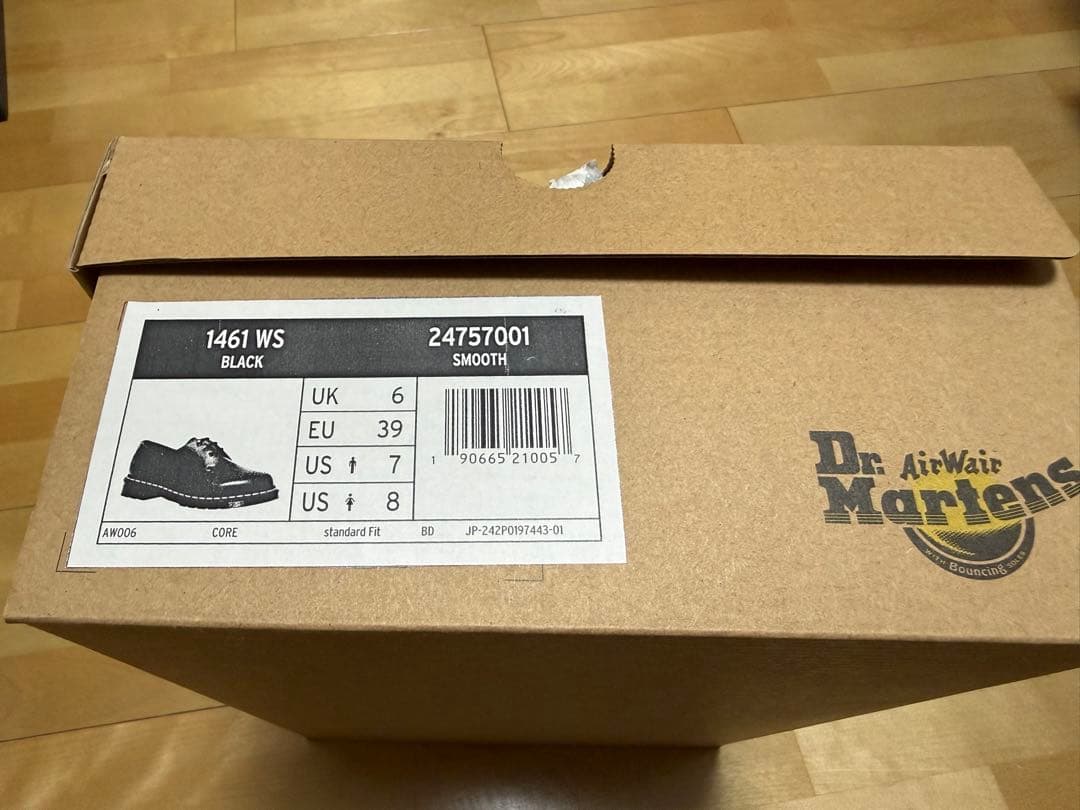 1461 WS
BLACK
24757001
SMOOTH
UK 6
EU 39
US 7
US 8
1 90665 21005 7
AW006 CORE standard Fit BD JP-242P0197443-01
Dr. AirWair
Martens
WITH Bouncing SOLES